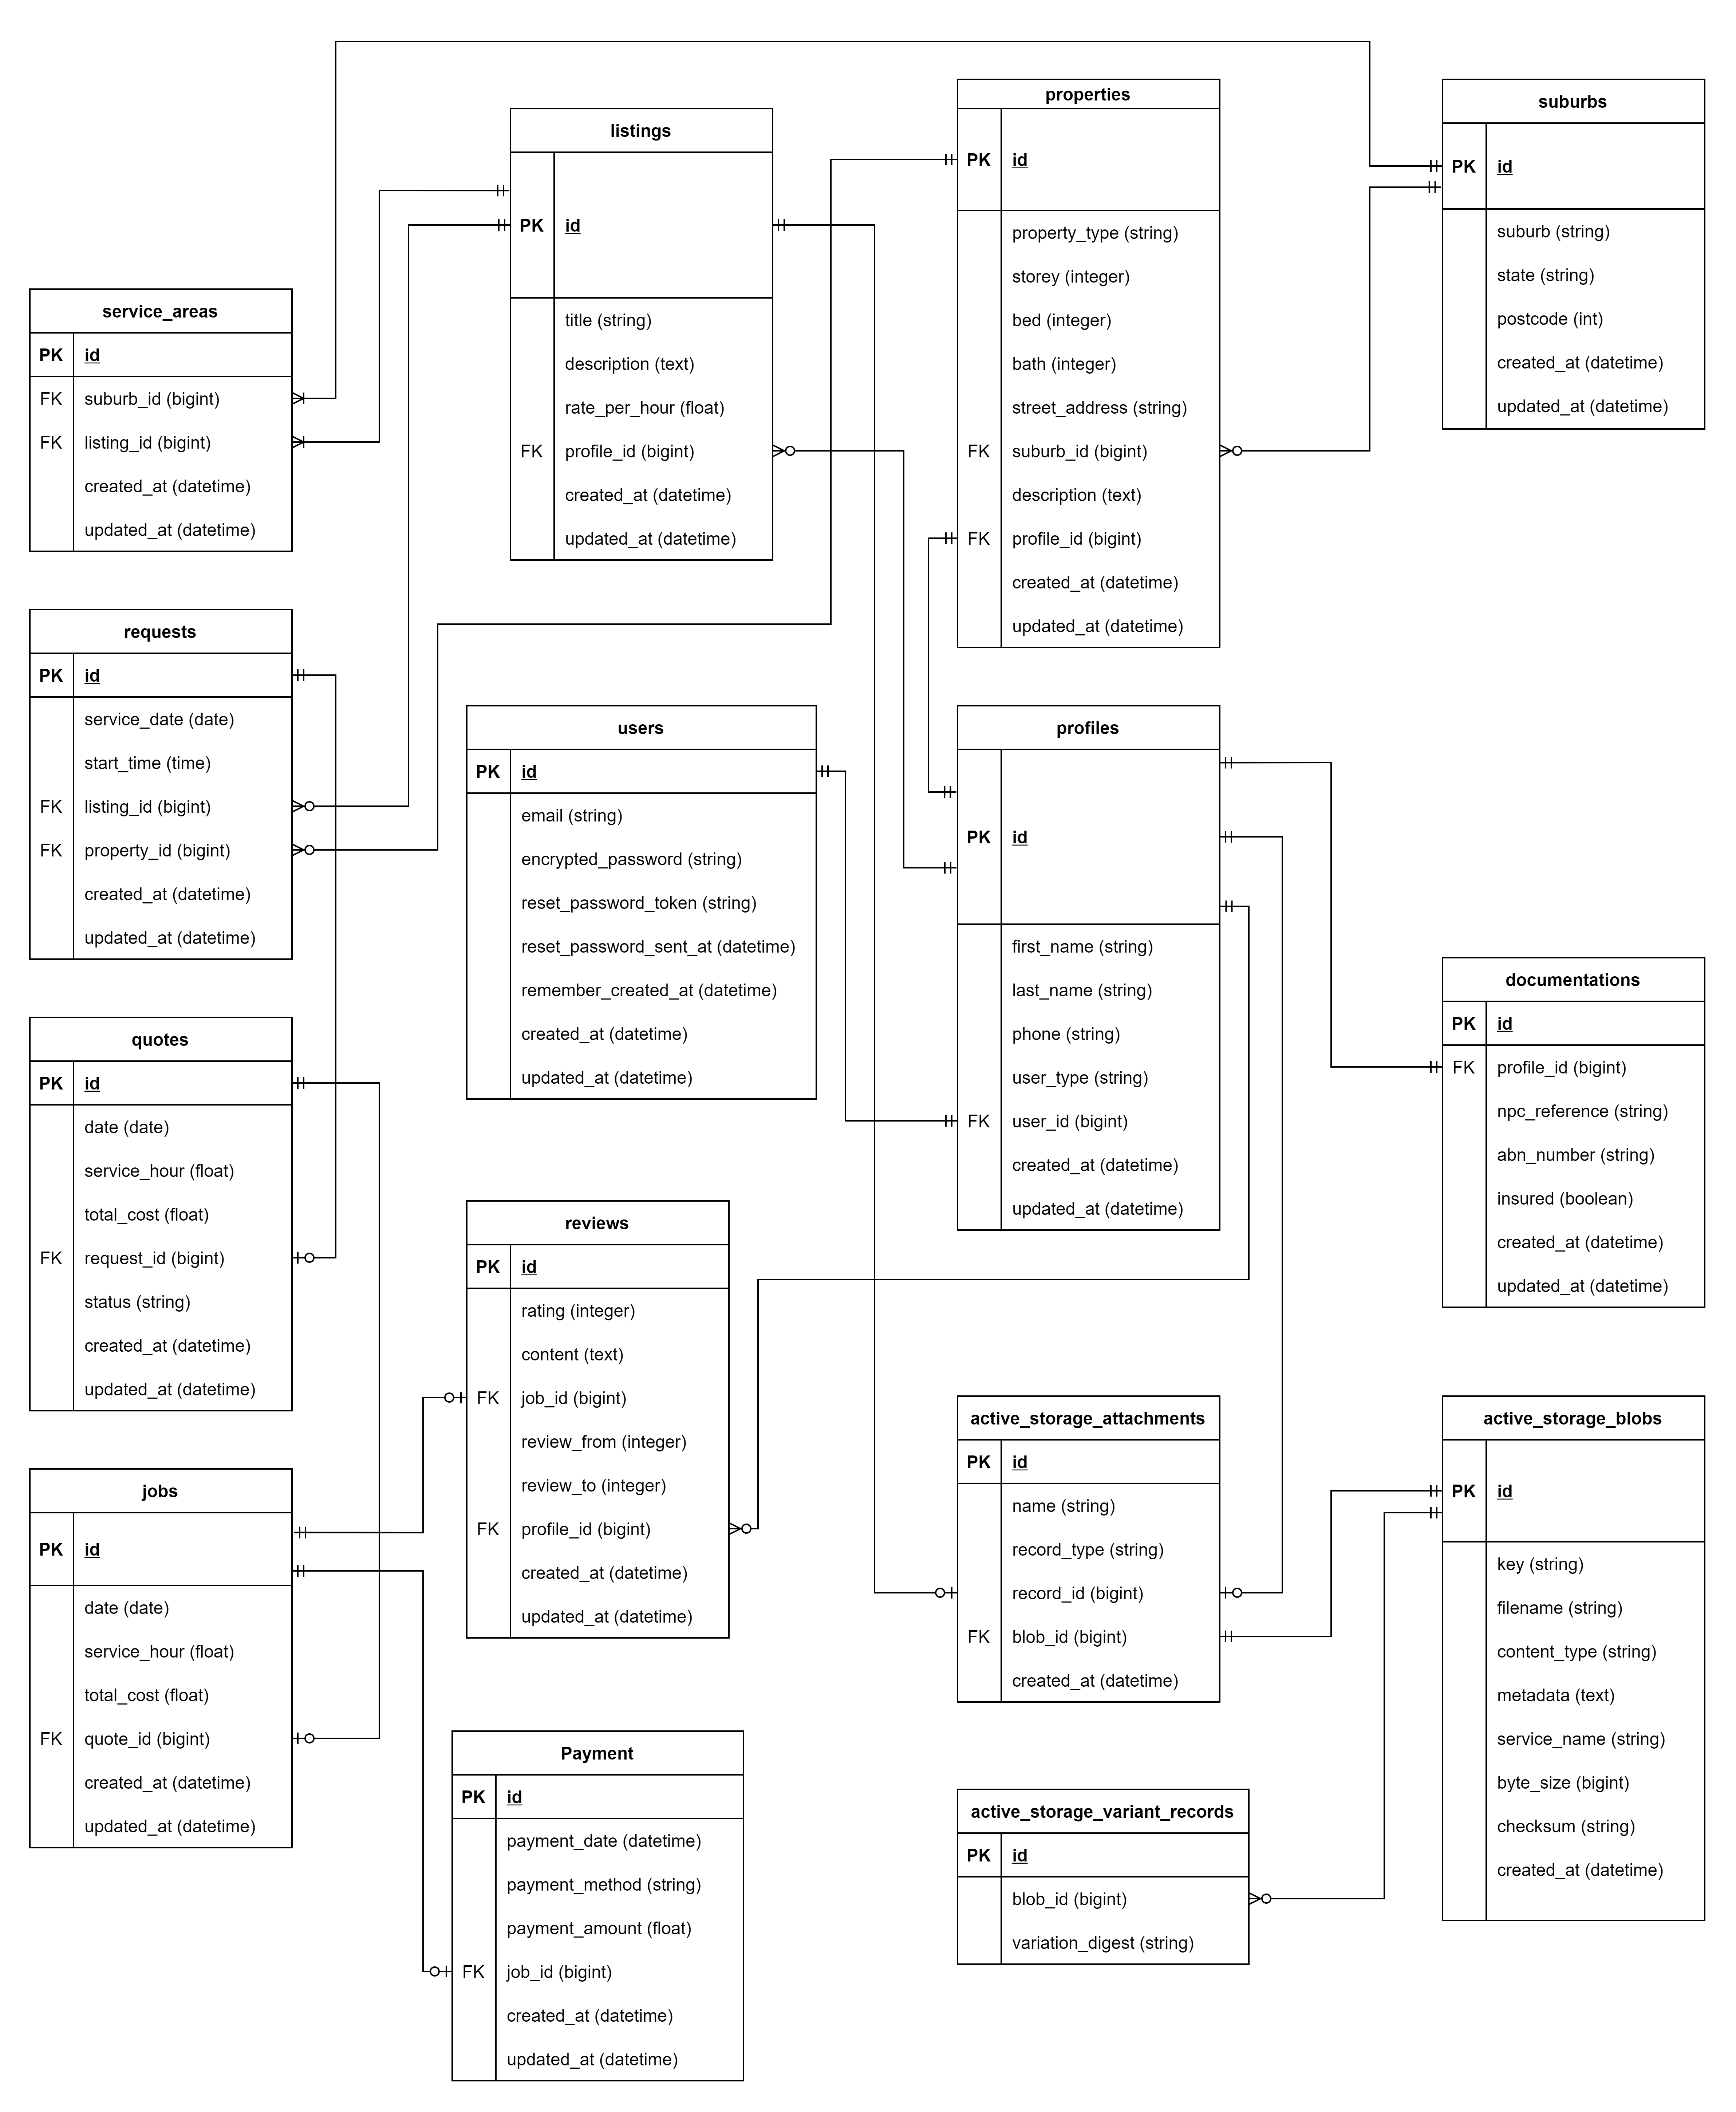 service_areas
PK id
FK suburb_id (bigint)
FK listing_id (bigint)
created_at (datetime)
updated_at (datetime)
requests
PK id
service_date (date)
start_time (time)
FK listing_id (bigint)
FK property_id (bigint)
created_at (datetime)
updated_at (datetime)
quotes
PK id
date (date)
service_hour (float)
total_cost (float)
FK request_id (bigint)
status (string)
created_at (datetime)
updated_at (datetime)
jobs
PK id
date (date)
service_hour (float)
total_cost (float)
FK quote_id (bigint)
created_at (datetime)
updated_at (datetime)
listings
PK id
title (string)
description (text)
rate_per_hour (float)
FK profile_id (bigint)
created_at (datetime)
updated_at (datetime)
users
PK id
email (string)
encrypted_password (string)
reset_password_token (string)
reset_password_sent_at (datetime)
remember_created_at (datetime)
created_at (datetime)
updated_at (datetime)
reviews
PK id
rating (integer)
content (text)
FK job_id (bigint)
review_from (integer)
review_to (integer)
FK profile_id (bigint)
created_at (datetime)
updated_at (datetime)
Payment
PK id
payment_date (datetime)
payment_method (string)
payment_amount (float)
FK job_id (bigint)
created_at (datetime)
updated_at (datetime)
properties
PK id
property_type (string)
storey (integer)
bed (integer)
bath (integer)
street_address (string)
FK suburb_id (bigint)
description (text)
FK profile_id (bigint)
created_at (datetime)
updated_at (datetime)
profiles
PK id
first_name (string)
last_name (string)
phone (string)
user_type (string)
FK user_id (bigint)
created_at (datetime)
updated_at (datetime)
active_storage_attachments
PK id
name (string)
record_type (string)
record_id (bigint)
FK blob_id (bigint)
created_at (datetime)
active_storage_variant_records
PK id
blob_id (bigint)
variation_digest (string)
suburbs
PK id
suburb (string)
state (string)
postcode (int)
created_at (datetime)
updated_at (datetime)
documentations
PK id
FK profile_id (bigint)
npc_reference (string)
abn_number (string)
insured (boolean)
created_at (datetime)
updated_at (datetime)
active_storage_blobs
PK id
key (string)
filename (string)
content_type (string)
metadata (text)
service_name (string)
byte_size (bigint)
checksum (string)
created_at (datetime)